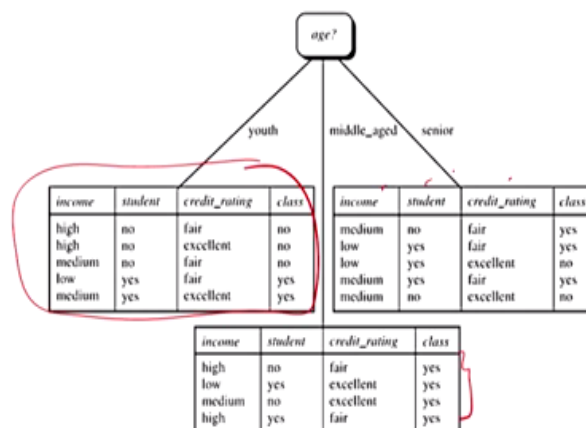 age?
youth
middle_aged
senior
income student credit_rating class
high no fair no
high no excellent no
medium no fair no
low yes fair yes
medium yes excellent yes
income student credit_rating class
medium no fair yes
low yes fair yes
low yes excellent no
medium yes fair yes
medium no excellent no
income student credit_rating class
high no fair yes
low yes excellent yes
medium no excellent yes
high yes fair yes